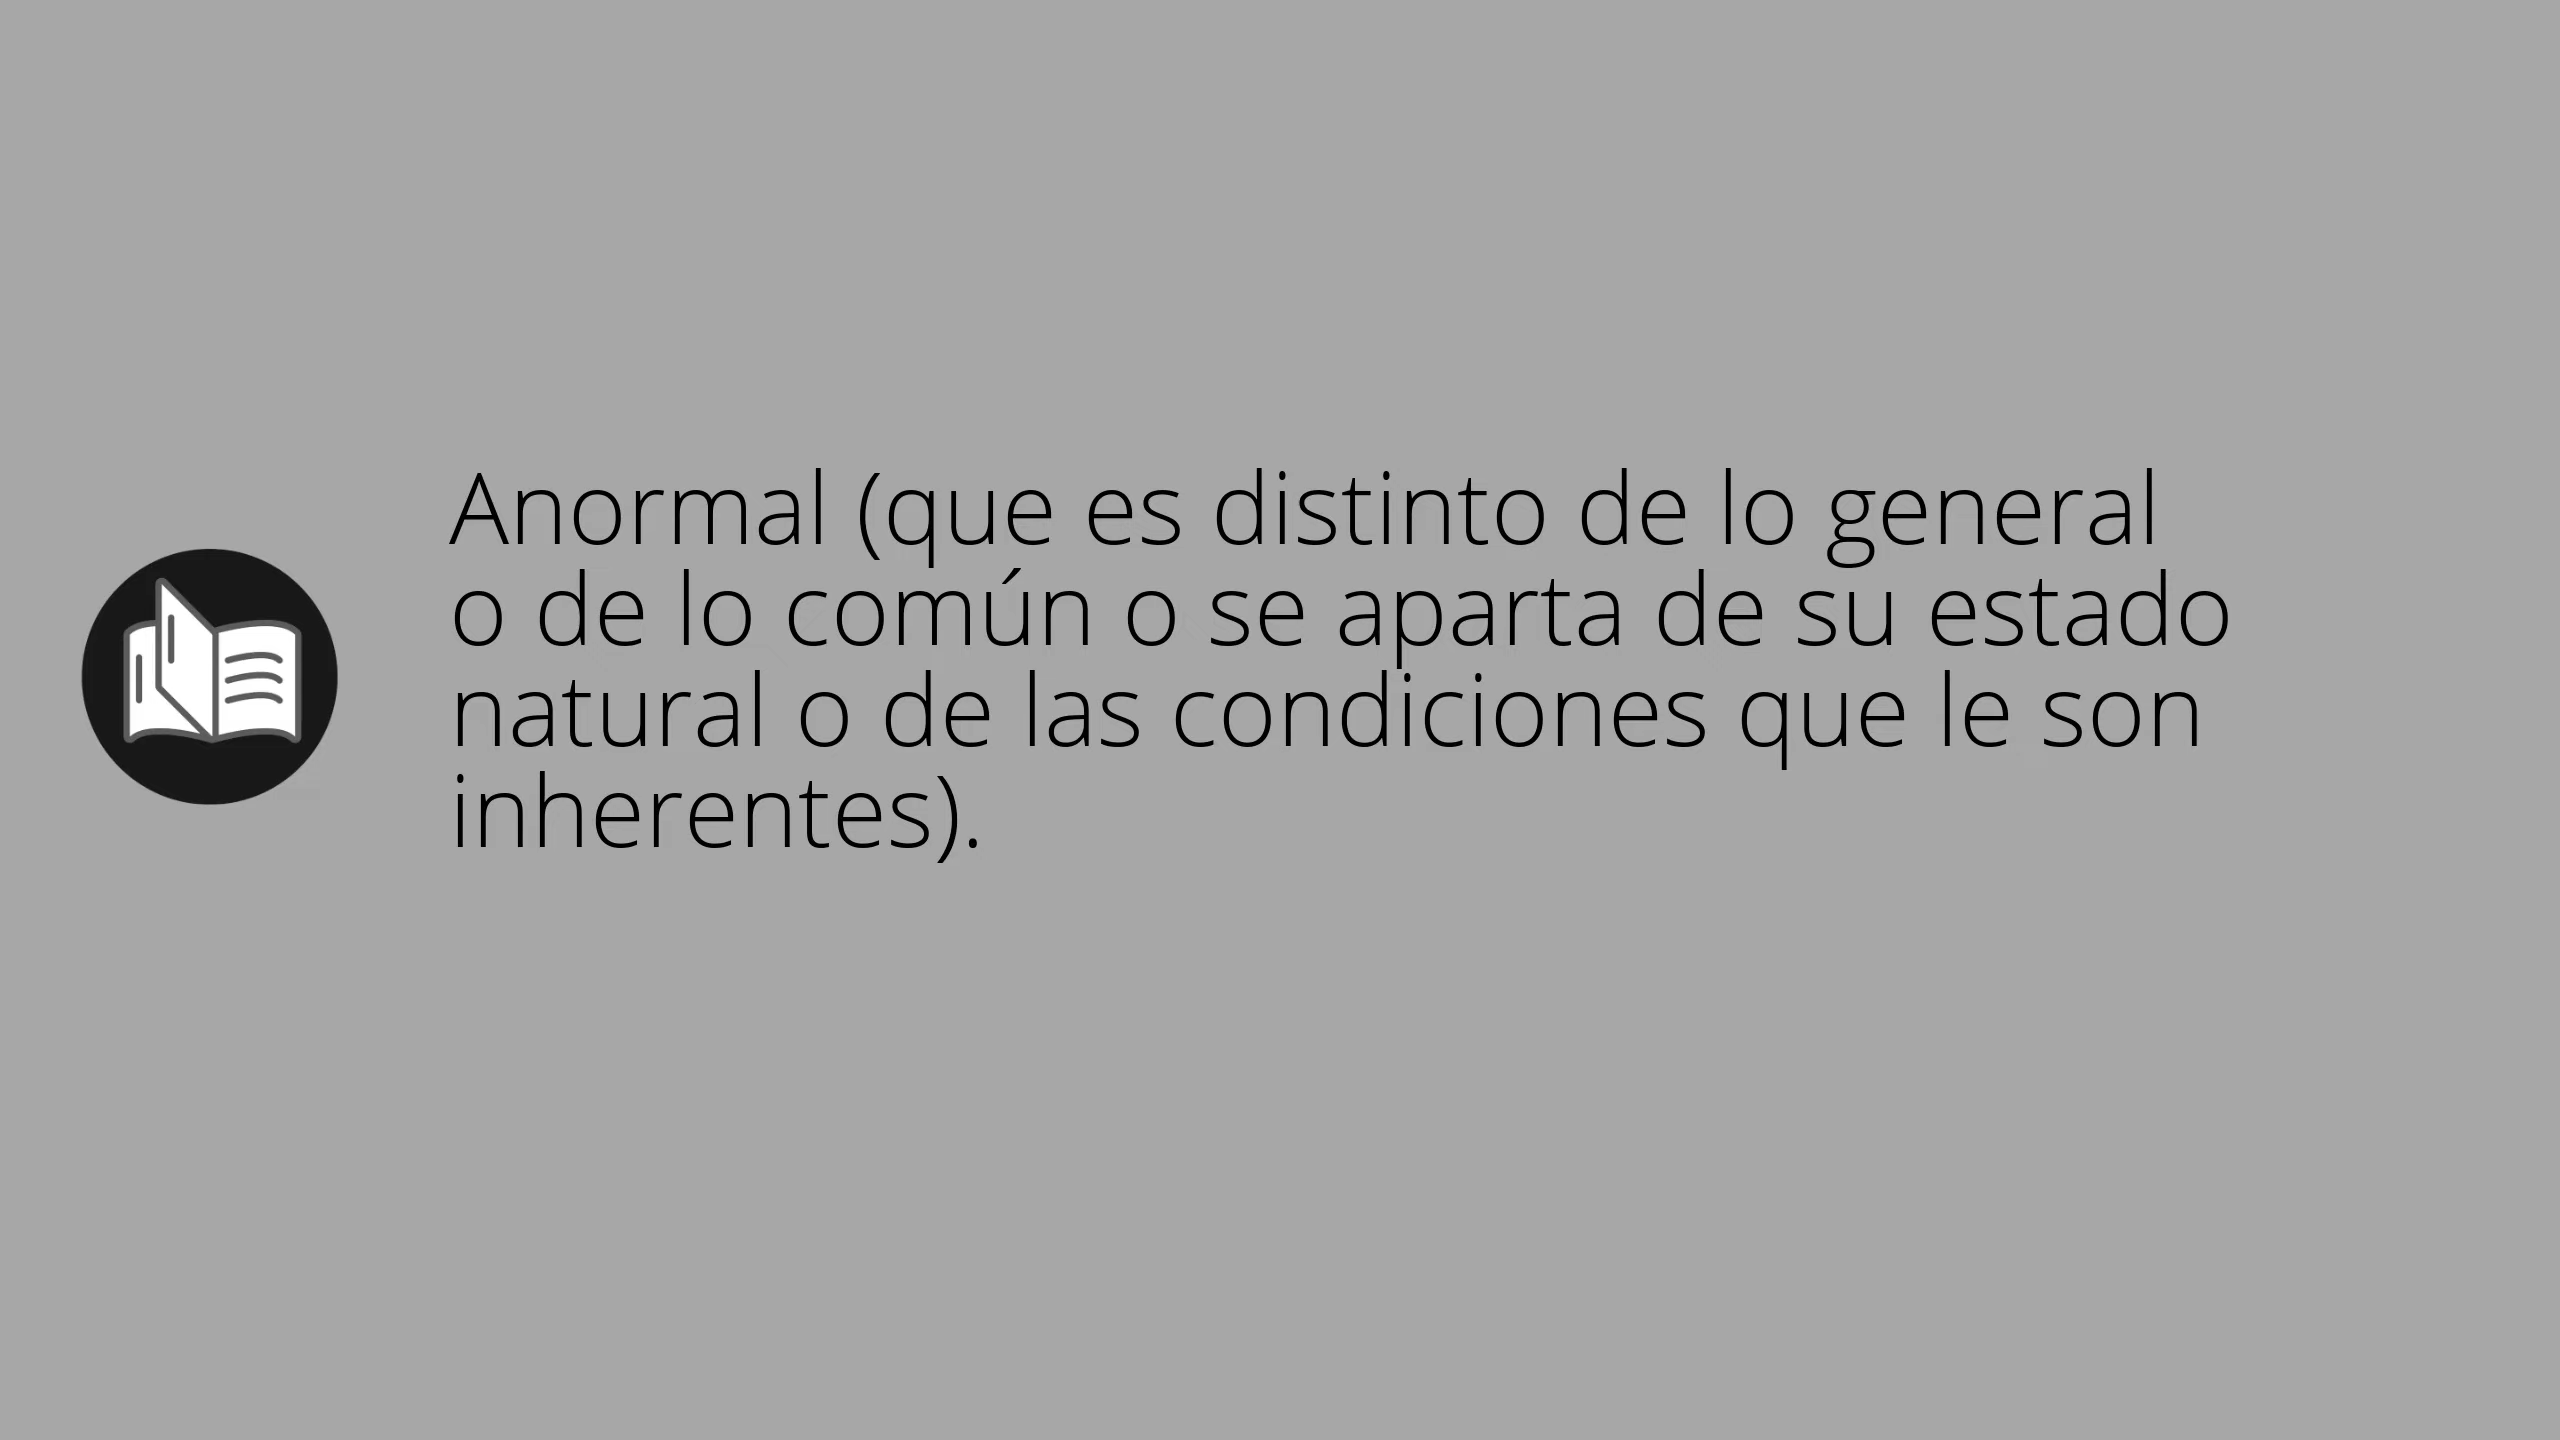 Anormal (que es distinto de lo general
o de lo común o se aparta de su estado
natural o de las condiciones que le son
inherentes).